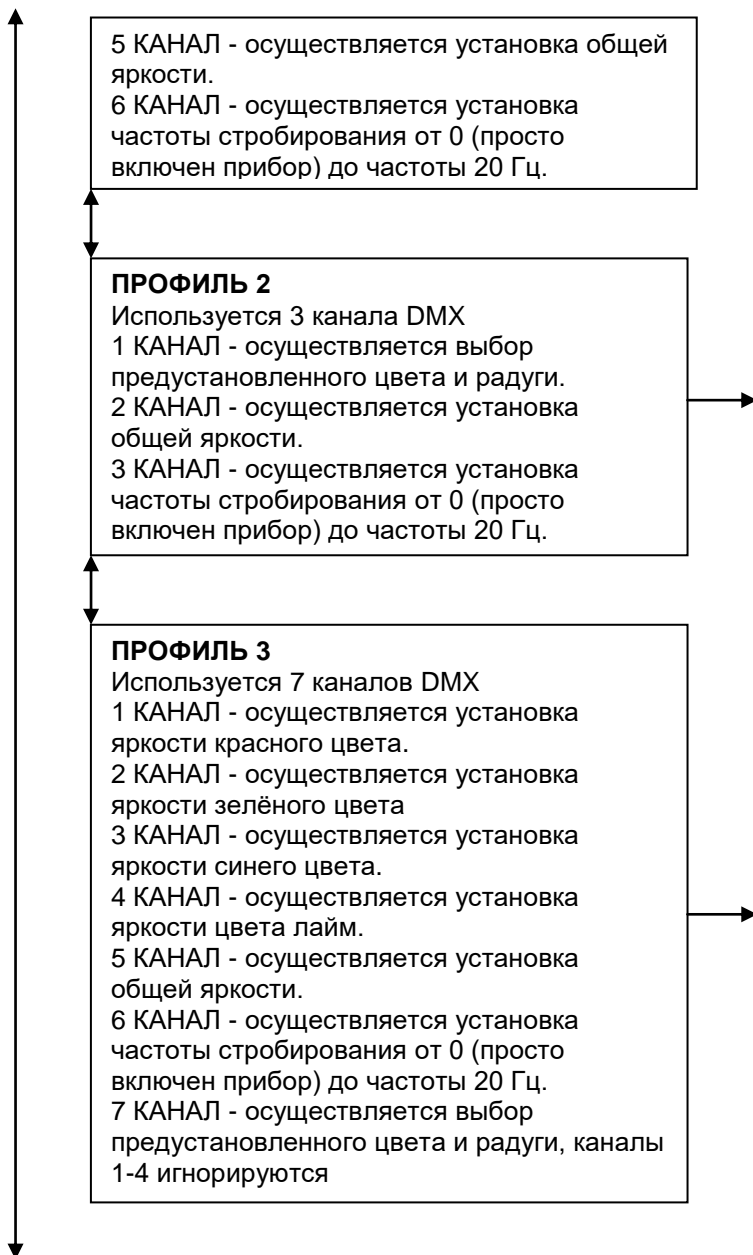 5 КАНАЛ - осуществляется установка общей
яркости.
6 КАНАЛ - осуществляется установка
частоты стробирования от 0 (просто
включен прибор) до частоты 20 Гц.
ПРОФИЛЬ 2
Используется 3 канала DMX
1 КАНАЛ - осуществляется выбор
предустановленного цвета и радуги.
2 КАНАЛ - осуществляется установка
общей яркости.
3 КАНАЛ - осуществляется установка
частоты стробирования от 0 (просто
включен прибор) до частоты 20 Гц.
ПРОФИЛЬ 3
Используется 7 каналов DMX
1 КАНАЛ - осуществляется установка
яркости красного цвета.
2 КАНАЛ - осуществляется установка
яркости зелёного цвета
3 КАНАЛ - осуществляется установка
яркости синего цвета.
4 КАНАЛ - осуществляется установка
яркости цвета лайм.
5 КАНАЛ - осуществляется установка
общей яркости.
6 КАНАЛ - осуществляется установка
частоты стробирования от 0 (просто
включен прибор) до частоты 20 Гц.
7 КАНАЛ - осуществляется выбор
предустановленного цвета и радуги, каналы
1-4 игнорируются